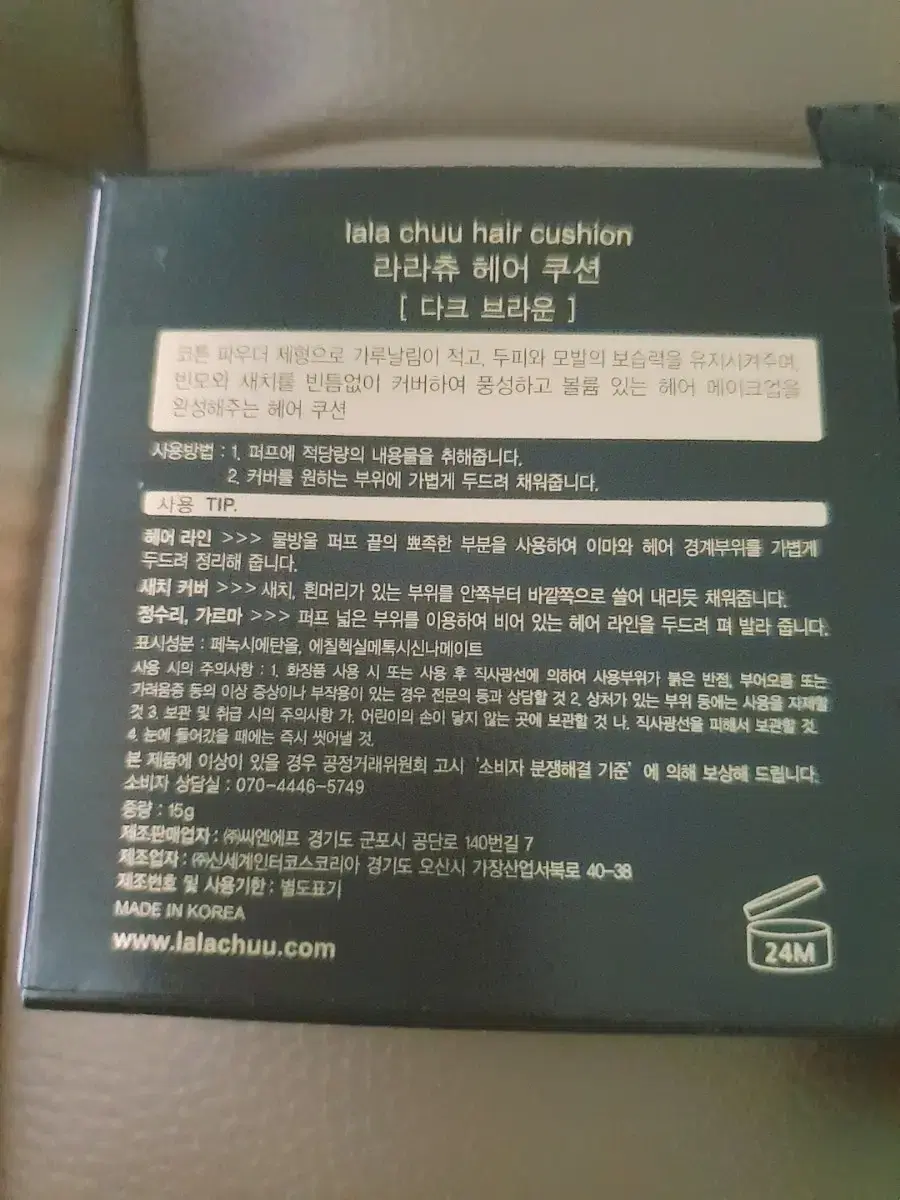 lala chuu hair cushion
라라츄 헤어 쿠션
[ 다크 브라운 ]
코튼 파우더 제형으로 가루날림이 적고, 두피와 모발의 보습력을 유지시켜주며,
빈모와 새치를 빈틈없이 커버하여 풍성하고 볼륨 있는 헤어 메이크업을
완성해주는 헤어 쿠션
사용방법 : 1. 퍼프에 적당량의 내용물을 취해줍니다.
2. 커버를 원하는 부위에 가볍게 두드려 채워줍니다.
사용 TIP.
헤어 라인 >>> 물방울 퍼프 끝의 뾰족한 부분을 사용하여 이마와 헤어 경계부위를 가볍게
두드려 정리해 줍니다.
새치 커버 >>> 새치, 흰머리가 있는 부위를 안쪽부터 바깥쪽으로 쓸어 내리듯 채워줍니다.
정수리, 가르마 >>> 퍼프 넓은 부위를 이용하여 비어 있는 헤어 라인을 두드려 펴 발라 줍니다.
표시성분 : 페녹시에탄올, 에칠헥실메톡시신나메이트
사용 시의 주의사항 : 1. 화장품 사용 시 또는 사용 후 직사광선에 의하여 사용부위가 붉은 반점, 부어오름 또는
가려움증 등의 이상 증상이나 부작용이 있는 경우 전문의 등과 상담할 것 2. 상처가 있는 부위 등에는 사용을 자제할
것 3. 보관 및 취급 시의 주의사항 가. 어린이의 손이 닿지 않는 곳에 보관할 것 나. 직사광선을 피해서 보관할 것
4. 눈에 들어갔을 때에는 즉시 씻어낼 것.
본 제품에 이상이 있을 경우 공정거래위원회 고시 '소비자 분쟁해결 기준' 에 의해 보상해 드립니다.
소비자 상담실 : 070-4446-5749
중량 : 15g
제조판매업자 : ㈜씨엔에프 경기도 군포시 공단로 140번길 7
제조업자 : ㈜신세계인터코스코리아 경기도 오산시 가장산업서북로 40-38
제조번호 및 사용기한 : 별도표기
MADE IN KOREA
www.lalachuu.com
24M